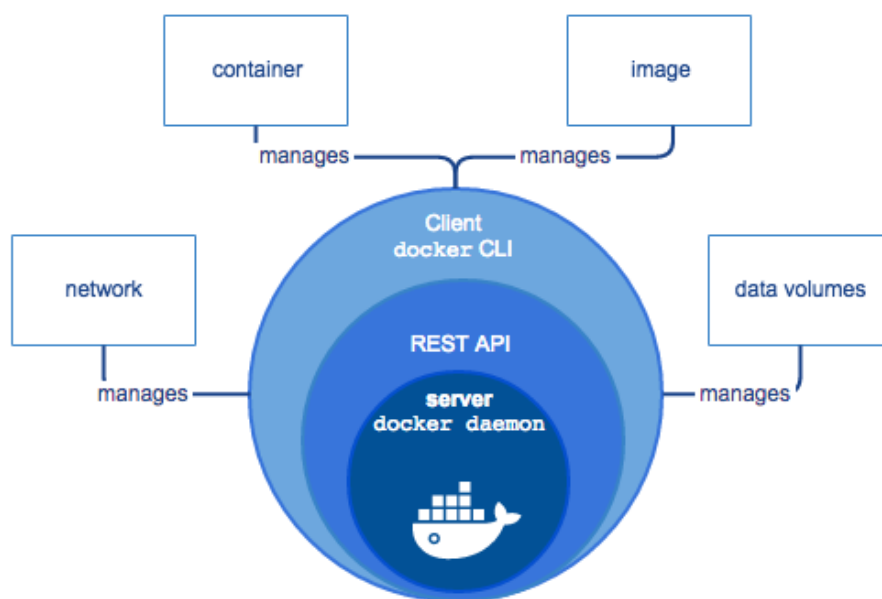 container
image
manages
manages
Client
docker CLI
network
data volumes
REST API
manages
manages
server
docker daemon